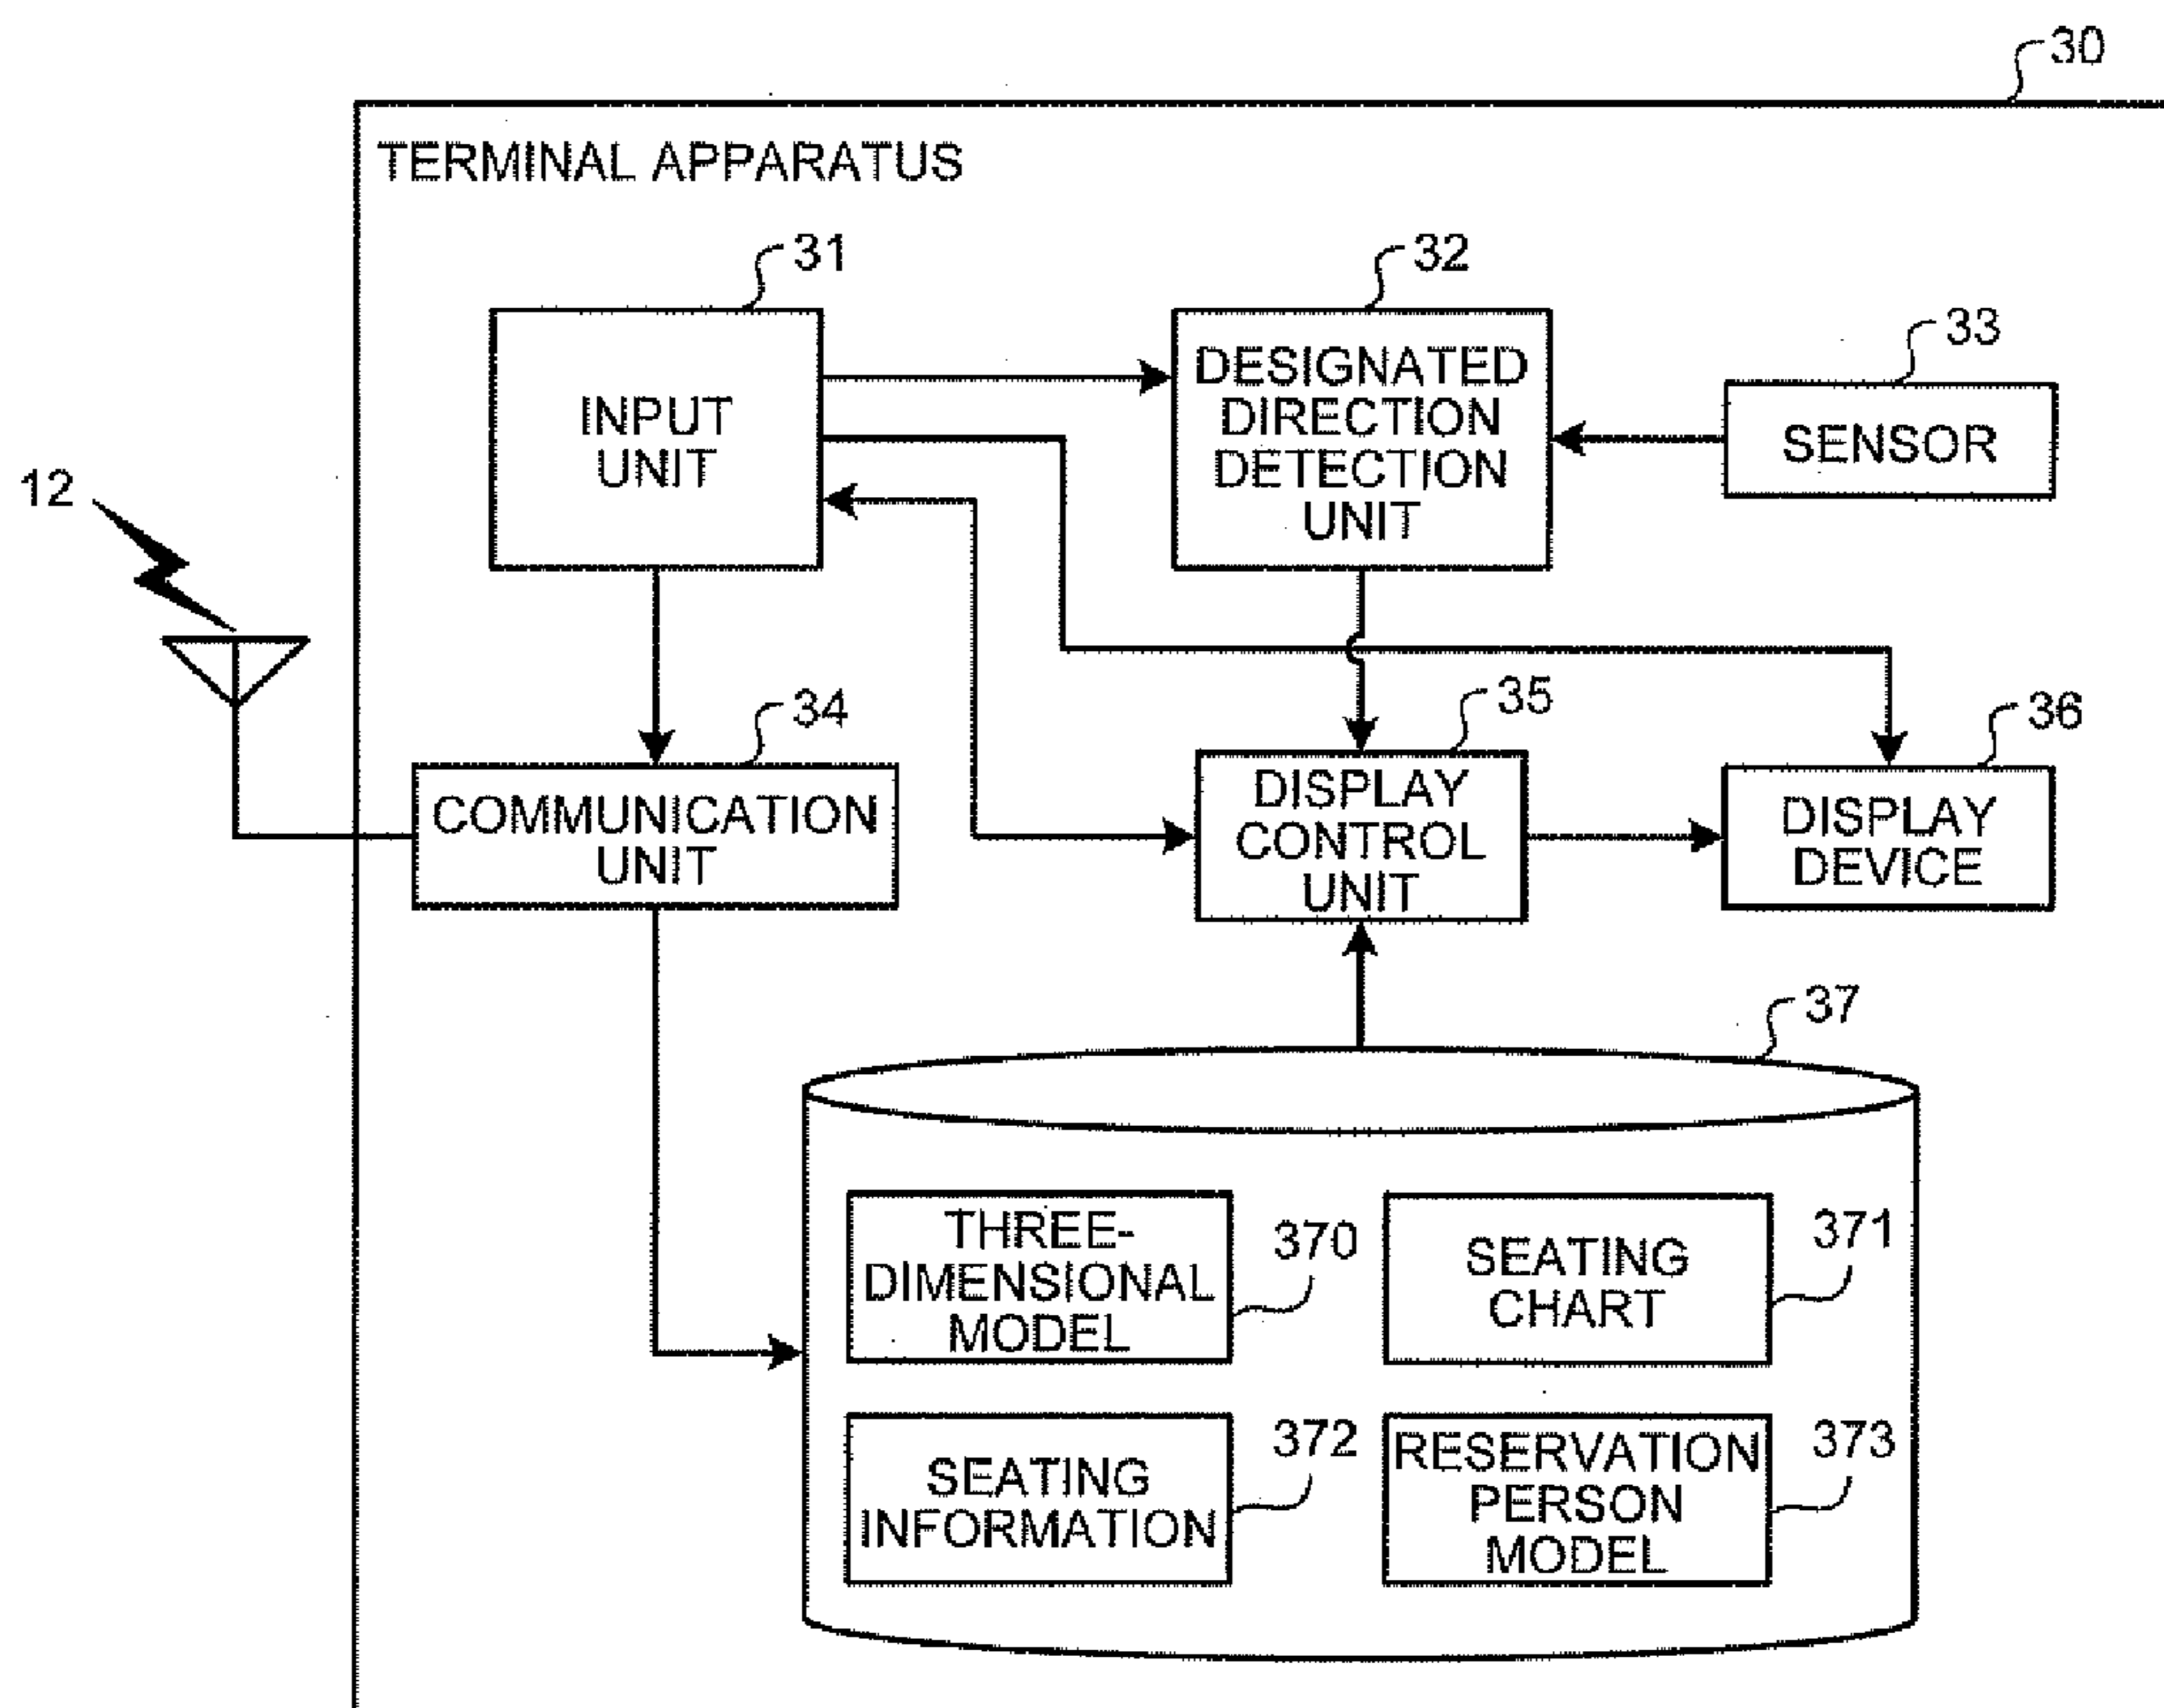 30
TERMINAL APPARATUS
31
32
33
INPUT
UNIT
DESIGNATED
DIRECTION
DETECTION
UNIT
SENSOR
12
34
35
36
COMMUNICATION
UNIT
DISPLAY
CONTROL
UNIT
DISPLAY
DEVICE
37
THREE-
DIMENSIONAL
MODEL
370
SEATING
CHART
371
SEATING
INFORMATION
372
RESERVATION
PERSON
MODEL
373